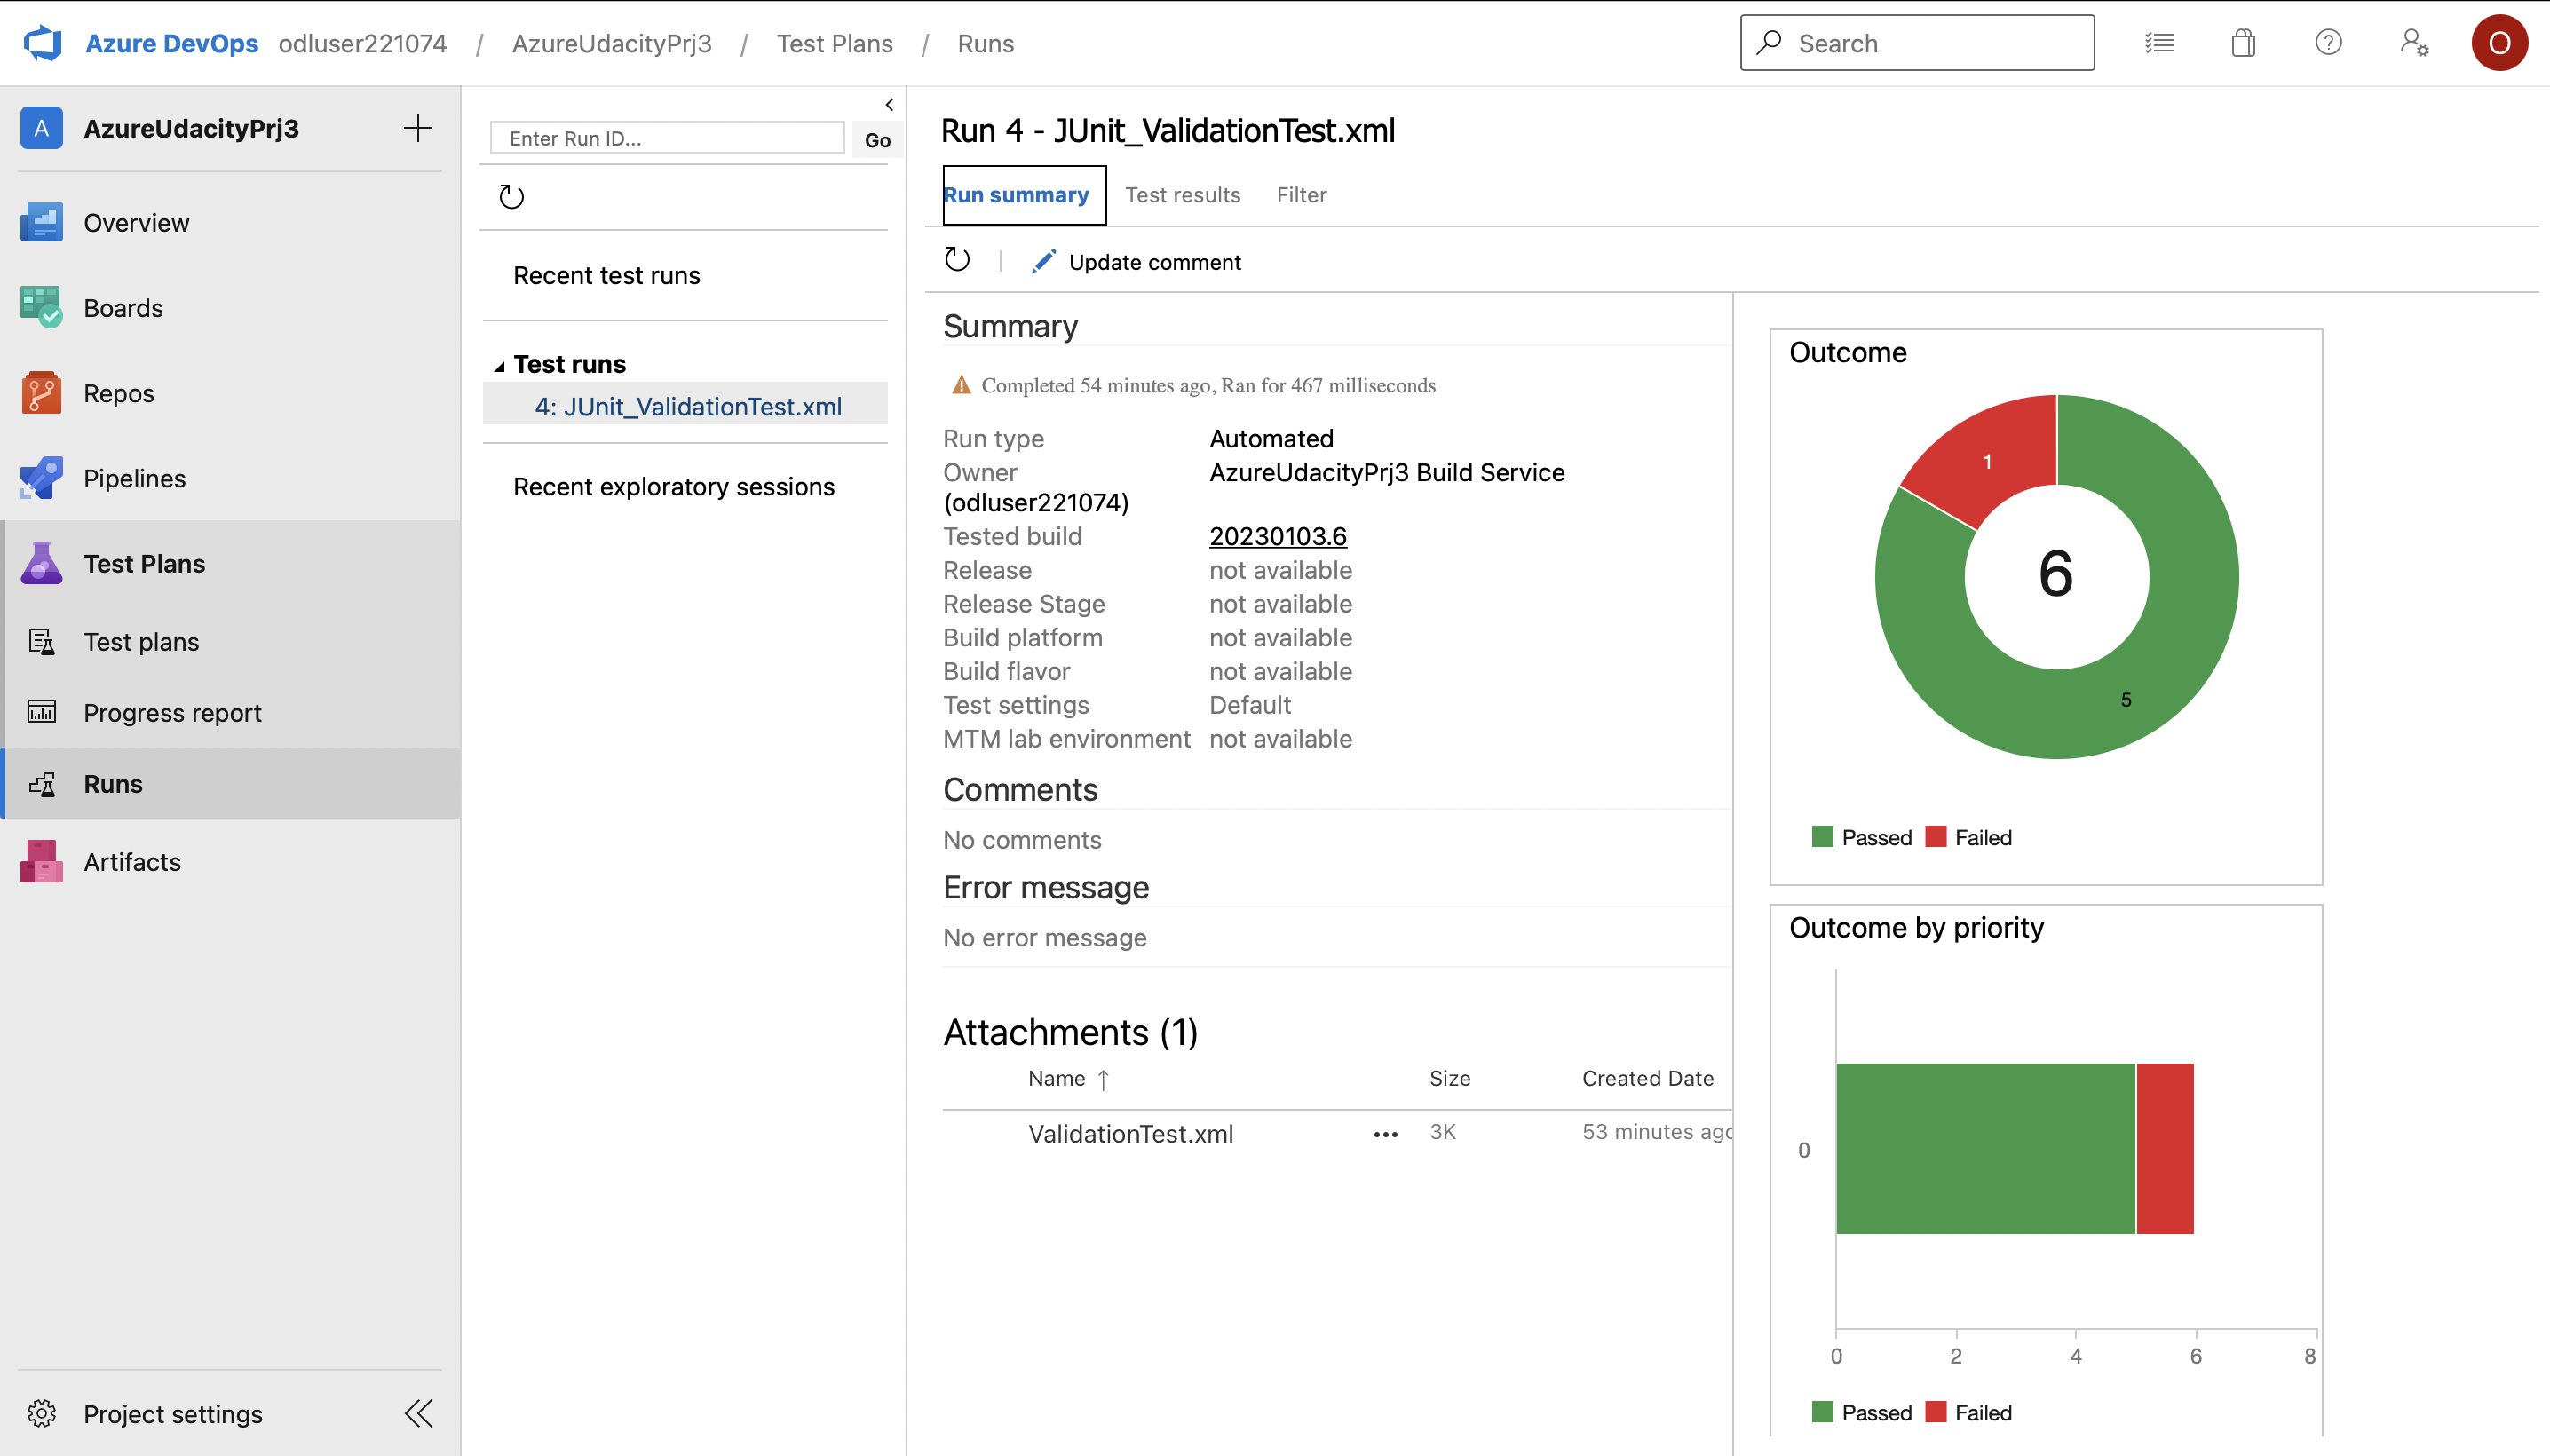 Azure DevOps odluser221074 / AzureUdacityPrj3 / Test Plans / Runs
Search
O
A AzureUdacityPrj3
Overview
Boards
Repos
Pipelines
Test Plans
Test plans
Progress report
Runs
Artifacts
Project settings
Enter Run ID...
Go
Recent test runs
Test runs
4: JUnit_ValidationTest.xml
Recent exploratory sessions
Run 4 - JUnit_ValidationTest.xml
Run summary Test results Filter
Update comment
Summary
Completed 54 minutes ago, Ran for 467 milliseconds
Run type Automated
Owner AzureUdacityPrj3 Build Service
(odluser221074)
Tested build 20230103.6
Release not available
Release Stage not available
Build platform not available
Build flavor not available
Test settings Default
MTM lab environment not available
Comments
No comments
Error message
No error message
Attachments (1)
Name ↑ Size Created Date
ValidationTest.xml ... 3K 53 minutes ago
Outcome
1
6
5
Passed Failed
Outcome by priority
0
0 2 4 6 8
Passed Failed